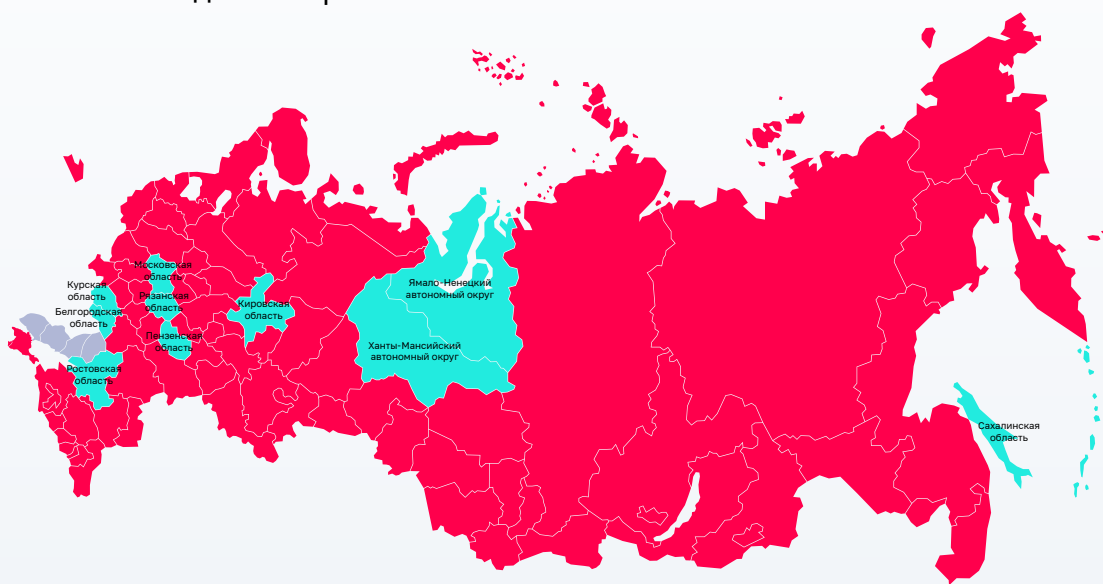 Московская
область
Курская
область
Рязанская
область
Белгородская
область
Кировская
область
Пензенская
область
Ростовская
область
Ямало-Ненецкий
автономный округ
Ханты-Мансийский
автономный округ
Сахалинская
область